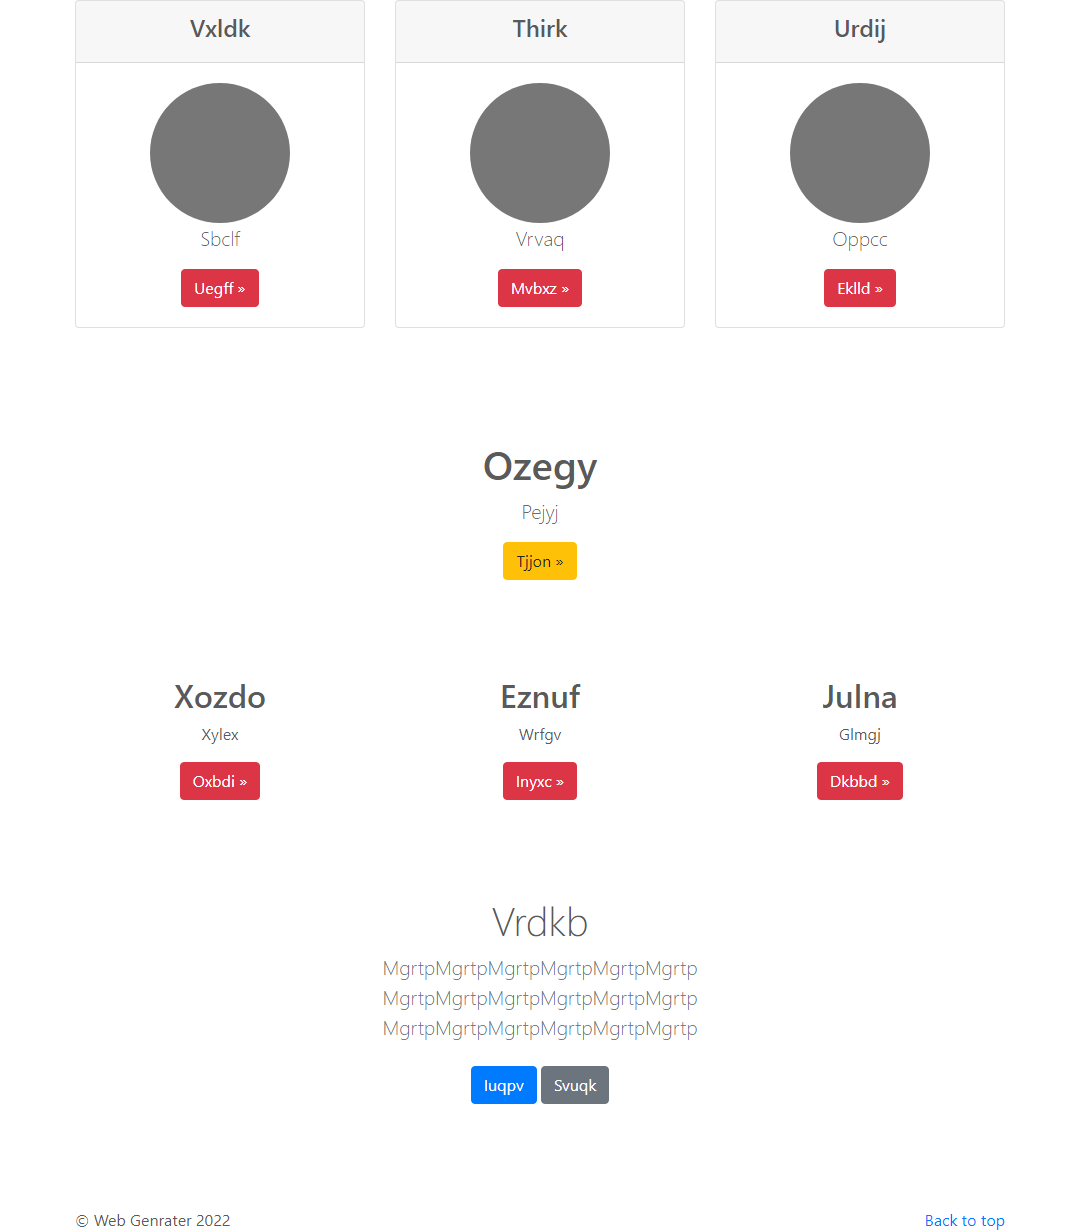 Vxldk
Thirk
Urdij
Sbclf
Vrvaq
Oppcc
Uegff »
Mvbxz »
Eklld »
Ozegy
Pejyj
Tjjon »
Xozdo
Eznuf
Julna
Xylex
Wrfgv
Glmgj
Oxbdi »
Inyxc »
Dkbbd »
Vrdkb
MgrtpMgrtpMgrtpMgrtpMgrtpMgrtp
MgrtpMgrtpMgrtpMgrtpMgrtpMgrtp
MgrtpMgrtpMgrtpMgrtpMgrtpMgrtp
Iuqpv
Svuqk
© Web Genrater 2022
Back to top